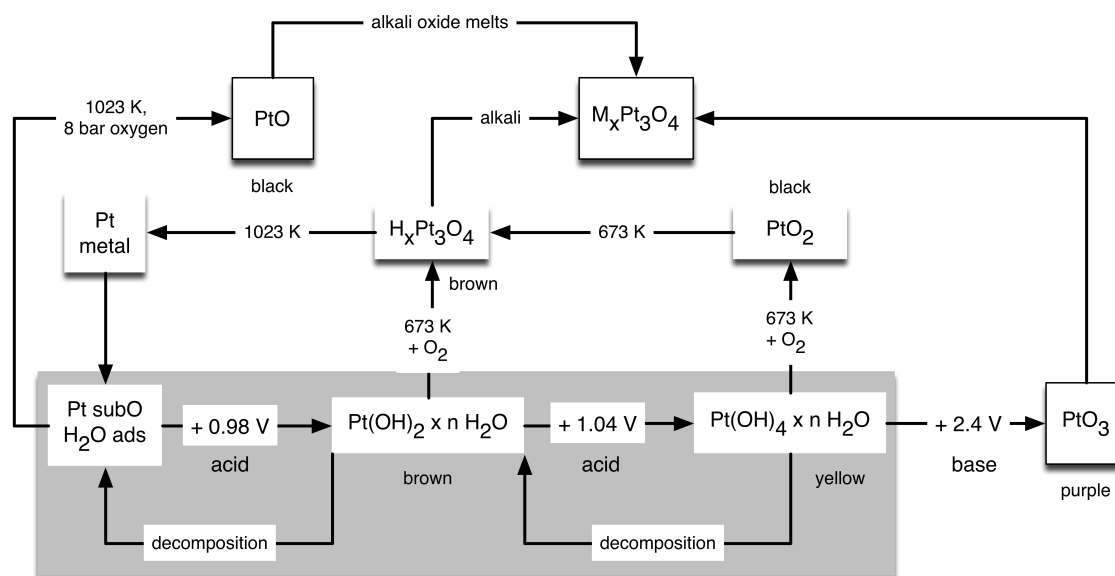 alkali oxide melts
1023 K,
8 bar oxygen
PtO
alkali
MₓPt₃O₄
black
black
Pt
metal
1023 K
HₓPt₃O₄
673 K
PtO₂
brown
673 K
+ O₂
673 K
+ O₂
Pt subO
H₂O ads
+ 0.98 V
acid
Pt(OH)₂ x n H₂O
brown
+ 1.04 V
acid
Pt(OH)₄ x n H₂O
yellow
+ 2.4 V
base
PtO₃
purple
decomposition
decomposition